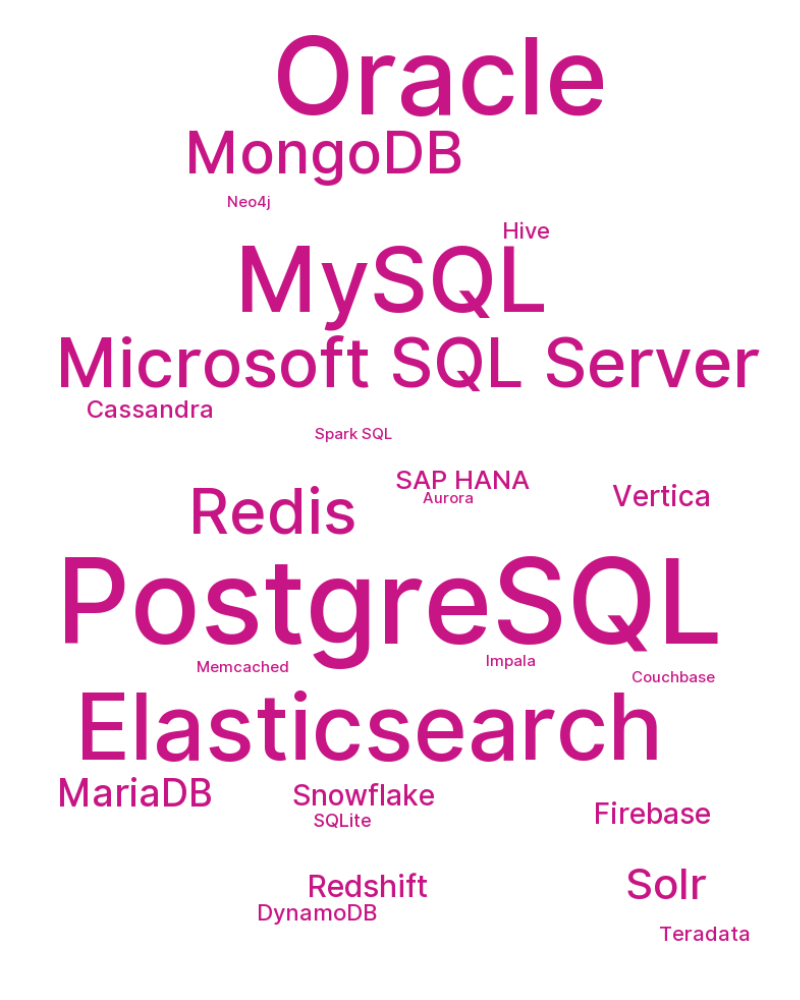 Oracle
MongoDB
Neo4j
Hive
MySQL
Microsoft SQL Server
Cassandra
Spark SQL
SAP HANA
Aurora
Vertica
Redis
PostgreSQL
Memcached
Impala
Couchbase
Elasticsearch
MariaDB
Snowflake
SQLite
Firebase
Redshift
Solr
DynamoDB
Teradata